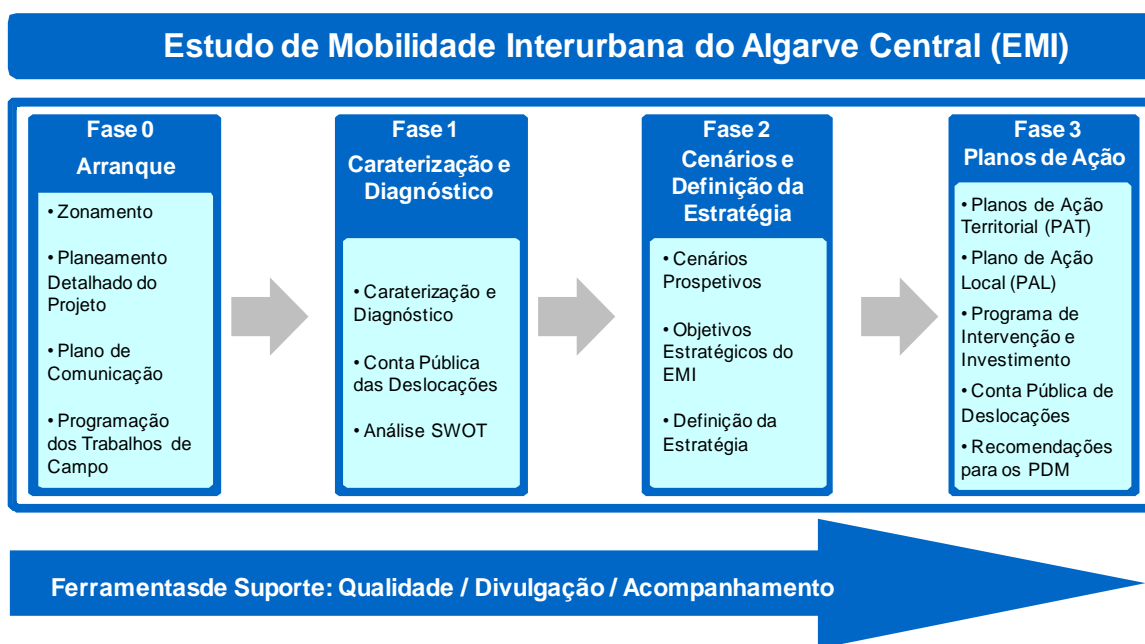 Estudo de Mobilidade Interurbana do Algarve Central (EMI)
Fase 0
Arranque
• Zonamento
• Planeamento
Detalhado do
Projeto
• Plano de
Comunicação
• Programação
dos Trabalhos de
Campo
Fase 1
Caraterização e
Diagnóstico
• Caraterização e
Diagnóstico
• Conta Pública
das Deslocações
• Análise SWOT
Fase 2
Cenários e
Definição da
Estratégia
• Cenários
Prospetivos
• Objetivos
Estratégicos do
EMI
• Definição da
Estratégia
Fase 3
Planos de Ação
• Planos de Ação
Territorial (PAT)
• Plano de Ação
Local (PAL)
• Programa de
Intervenção e
Investimento
• Conta Pública de
Deslocações
• Recomendações
para os PDM
Ferramentasde Suporte: Qualidade / Divulgação / Acompanhamento